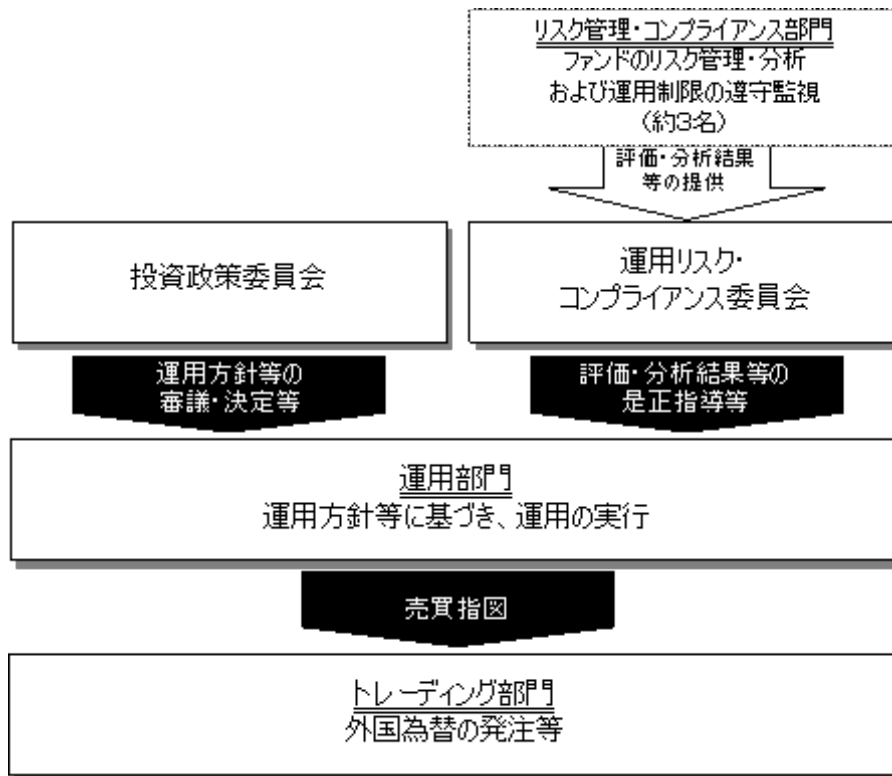 リスク管理・コンプライアンス部門
ファンドのリスク管理・分析
および運用制限の遵守監視
(約3名)
評価・分析結果
等の提供
投資政策委員会
運用リスク・
コンプライアンス委員会
運用方針等の
審議・決定等
評価・分析結果等の
是正指導等
運用部門
運用方針等に基づき、運用の実行
売買指図
トレーディング部門
外国為替の発注等